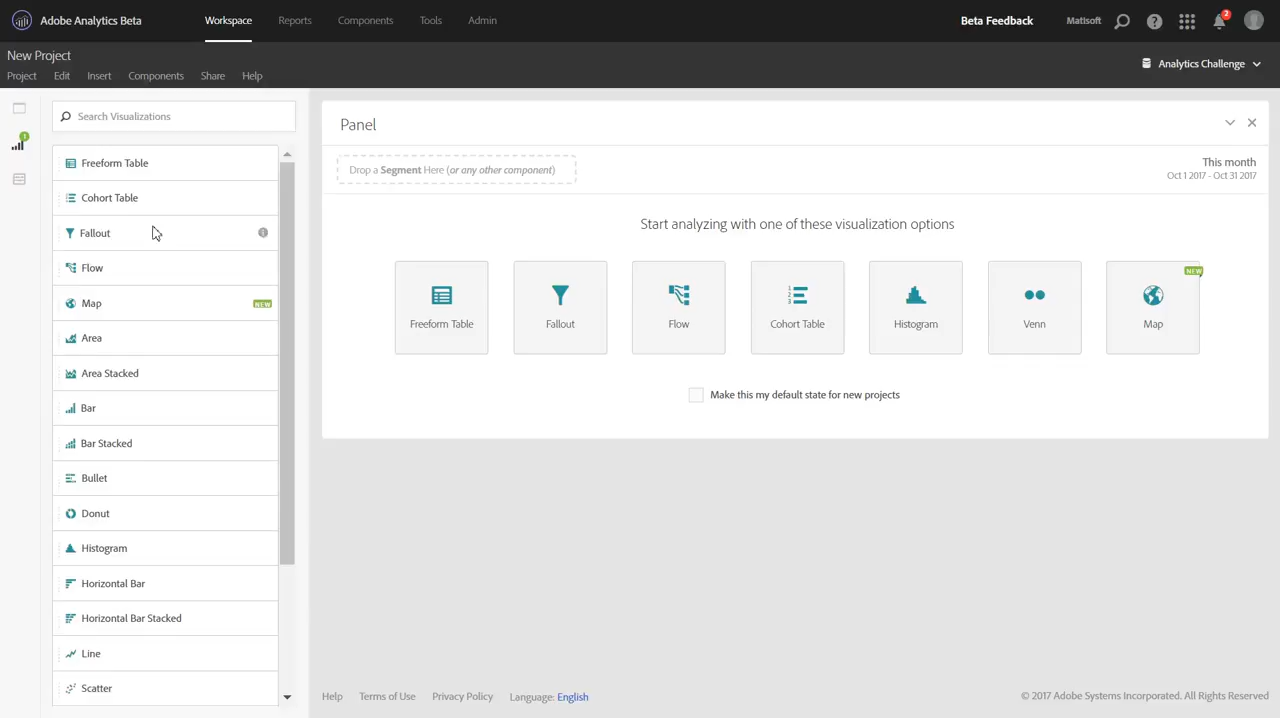 Adobe Analytics Beta
Workspace
Reports
Components
Tools
Admin
Beta Feedback
Matisoft
2
New Project
Project
Edit
Insert
Components
Share
Help
Analytics Challenge
1
Search Visualizations
Freeform Table
Cohort Table
Fallout
Flow
Map
NEW
Area
Area Stacked
Bar
Bar Stacked
Bullet
Donut
Histogram
Horizontal Bar
Horizontal Bar Stacked
Line
Scatter
Panel
Drop a Segment Here (or any other component)
This month
Oct 1 2017 - Oct 31 2017
Start analyzing with one of these visualization options
Freeform Table
Fallout
Flow
Cohort Table
Histogram
Venn
NEW
Map
Make this my default state for new projects
Help
Terms of Use
Privacy Policy
Language: English
© 2017 Adobe Systems Incorporated. All Rights Reserved